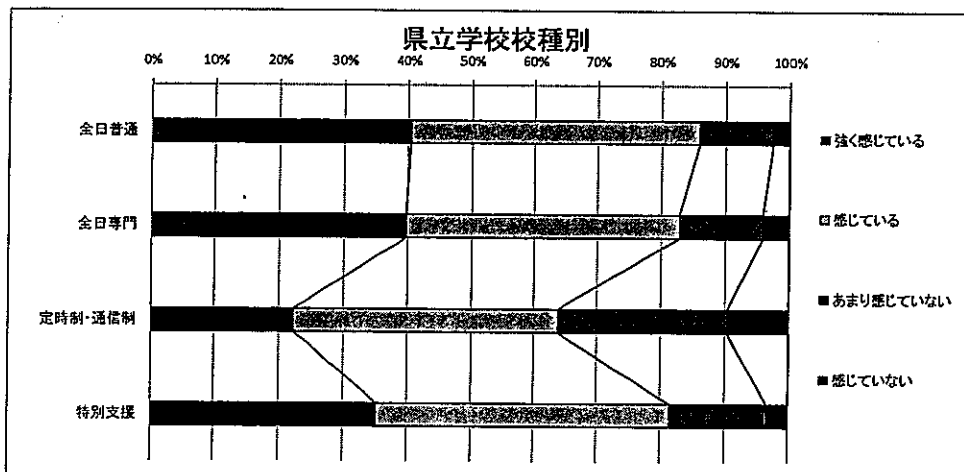 県立学校校種別
0% 10% 20% 30% 40% 50% 60% 70% 80% 90% 100%
全日普通
全日専門
定時制・通信制
特別支援
強く感じている
感じている
あまり感じていない
感じていない